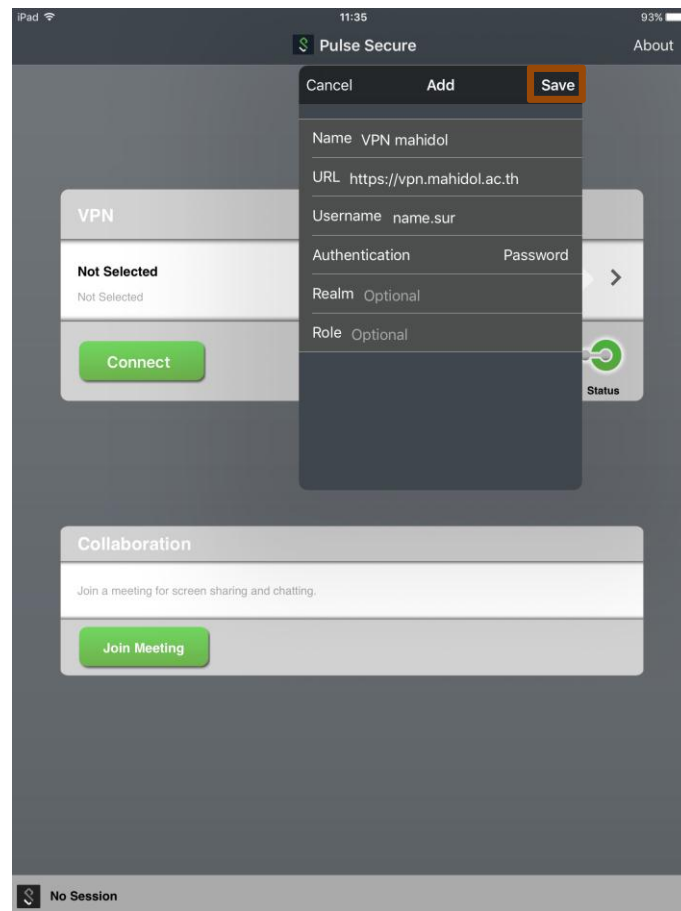 iPad 11:35 93%
Pulse Secure About
Cancel Add Save
Name VPN mahidol
URL https://vpn.mahidol.ac.th
Username name.sur
Authentication Password
Realm Optional
Role Optional
VPN
Not Selected
Not Selected
Connect
Status
Collaboration
Join a meeting for screen sharing and chatting.
Join Meeting
No Session